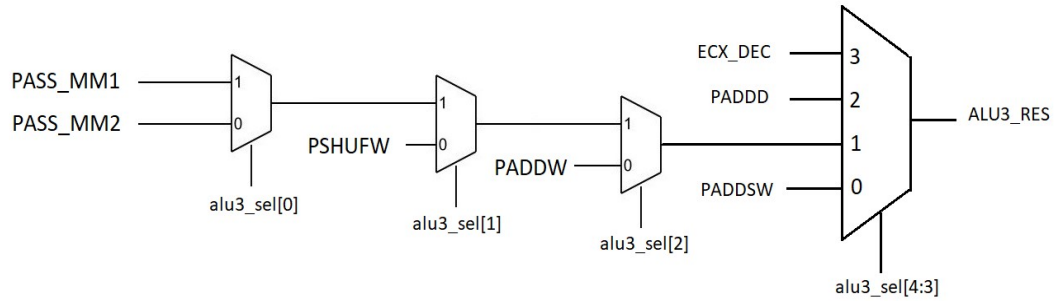 PASS_MM1
PASS_MM2
1
0
alu3_sel[0]
PSHUFW
1
0
alu3_sel[1]
PADDW
1
0
alu3_sel[2]
ECX_DEC
PADDD
PADDSW
3
2
1
0
alu3_sel[4:3]
ALU3_RES